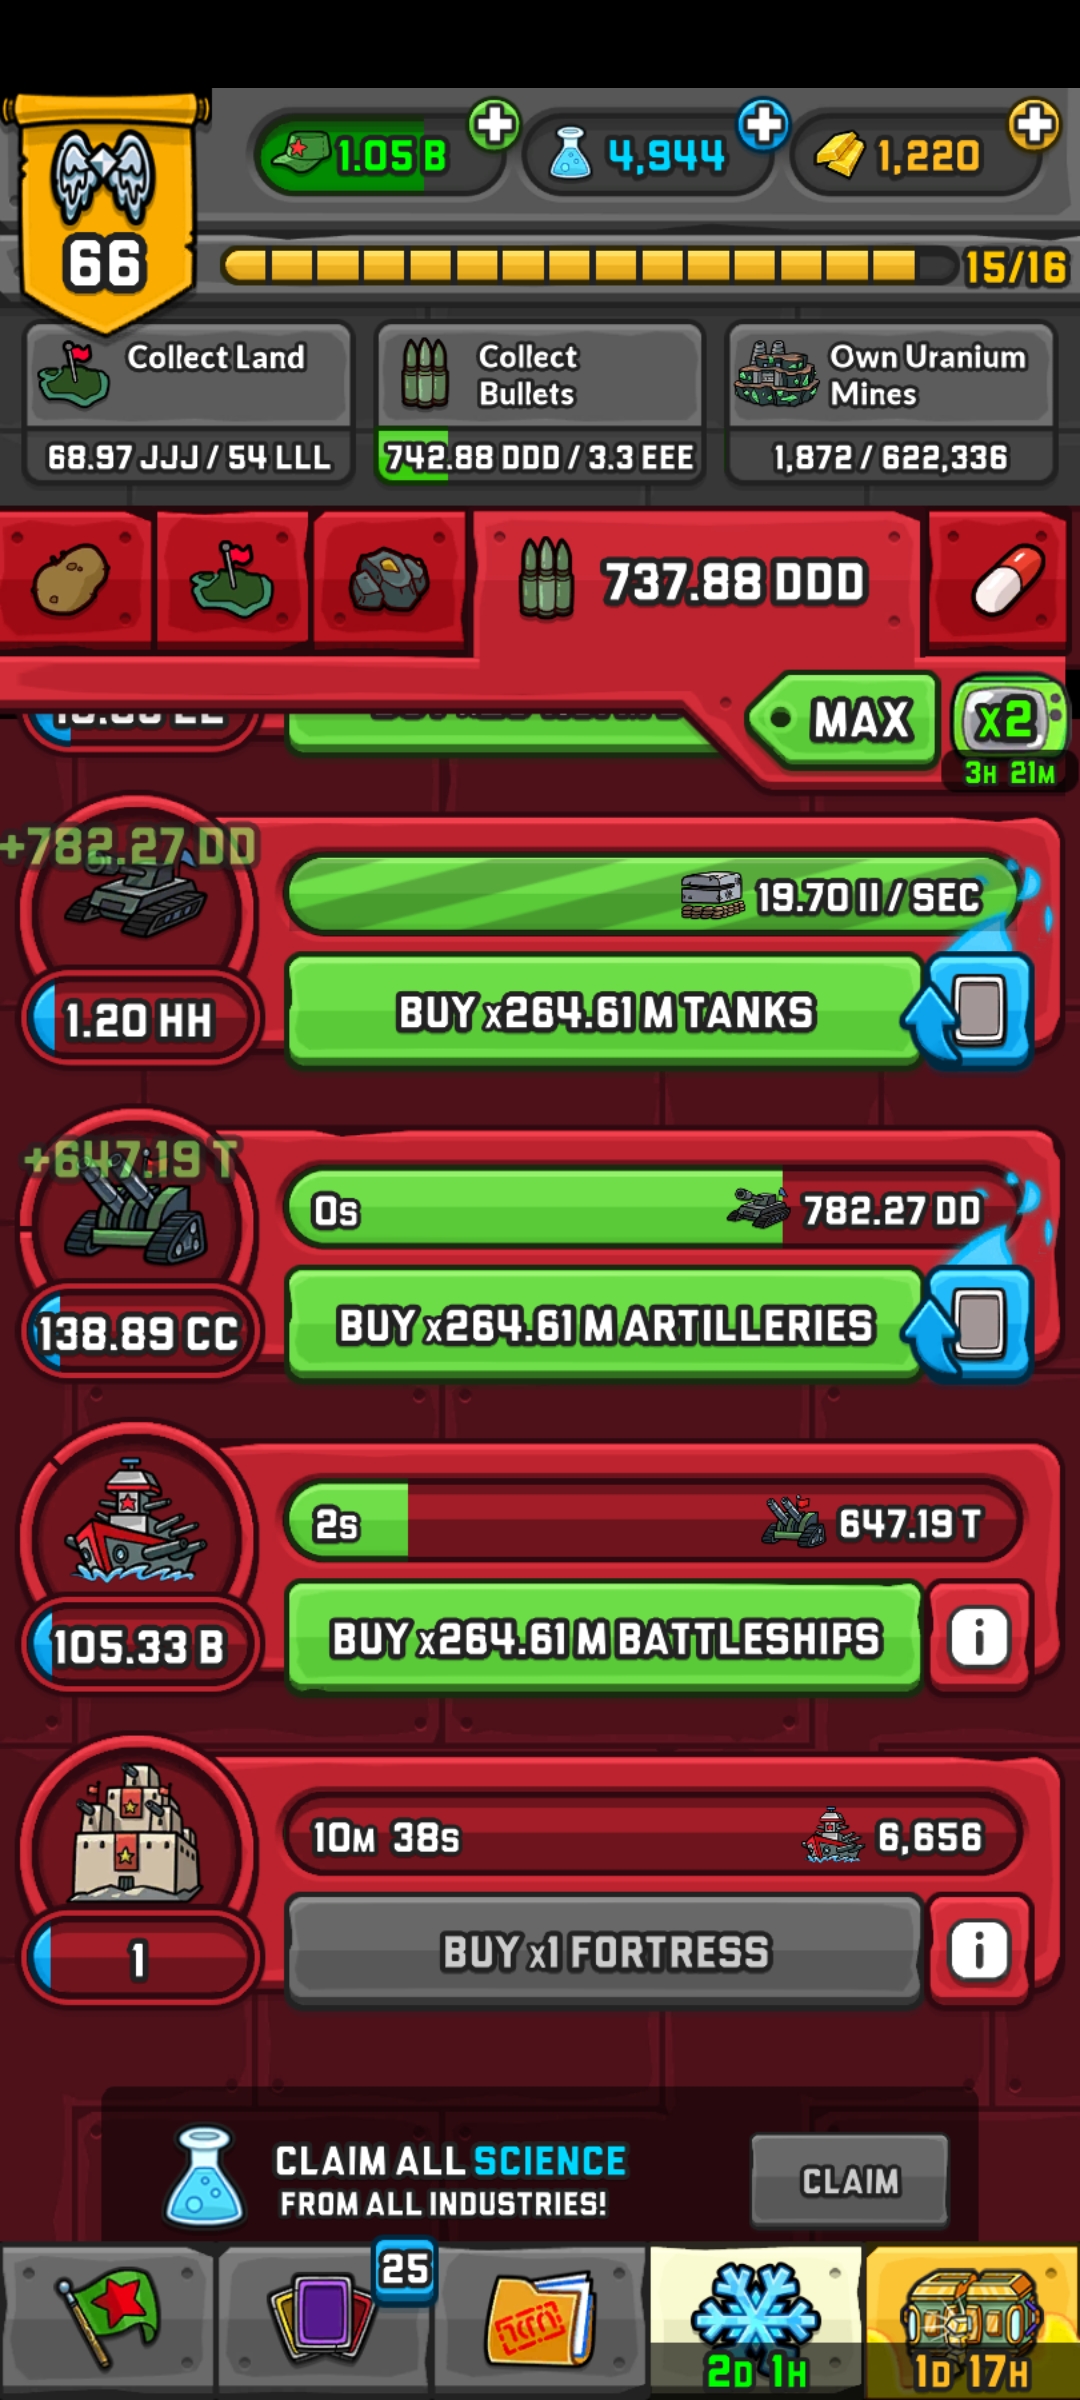 66
1.05 B
4,944
1,220
15/16
Collect Land
68.97 JJJ / 54 LLL
Collect
Bullets
742.88 DDD / 3.3 EEE
Own Uranium
Mines
1,872 / 622,336
737.88 DDD
MAX
x2
3H 21M
+782.27 DD
19.70 II / SEC
1.20 HH
BUY x264.61 M TANKS
+647.19 T
0s
782.27 DD
138.89 CC
BUY x264.61 M ARTILLERIES
2s
647.19 T
105.33 B
BUY x264.61 M BATTLESHIPS
i
10M 38s
6,656
1
BUY x1 FORTRESS
i
CLAIM ALL SCIENCE
FROM ALL INDUSTRIES!
CLAIM
25
2D 1H
1D 17H